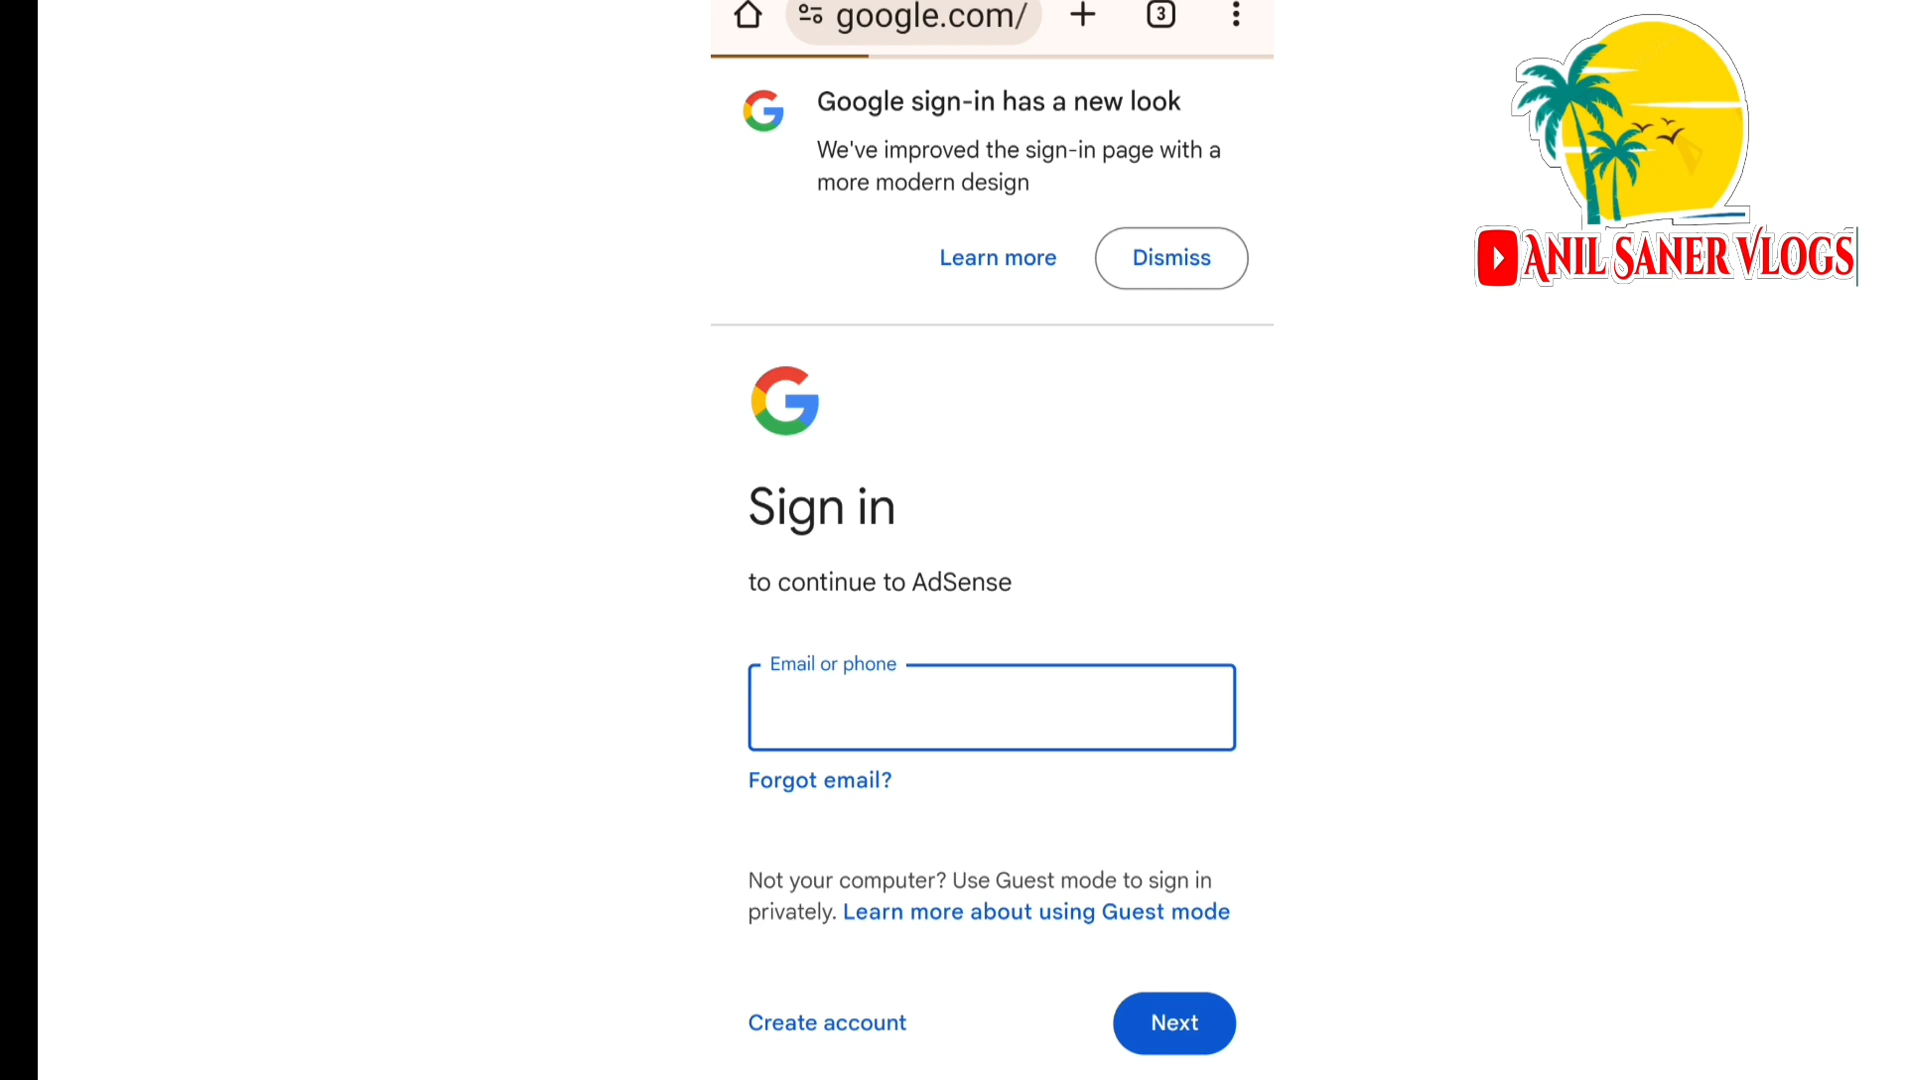 google.com/
3
Google sign-in has a new look
We've improved the sign-in page with a
more modern design
Learn more
Dismiss
ANIL SANER VLOGS
Sign in
to continue to AdSense
Email or phone
Forgot email?
Not your computer? Use Guest mode to sign in
privately. Learn more about using Guest mode
Create account
Next